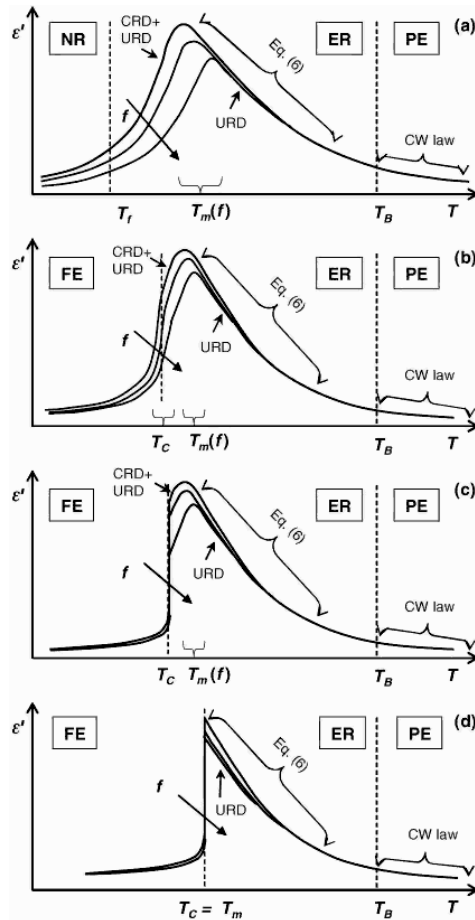 ε' NR CRD+ URD Eq. (6) ER PE (a)
f URD CW law
T_f T_m(f) T_B T
ε' FE CRD+ URD Eq. (6) ER PE (b)
f URD CW law
T_C T_m(f) T_B T
ε' FE CRD+ URD Eq. (6) ER PE (c)
f URD CW law
T_C T_m(f) T_B T
ε' FE Eq. (6) ER PE (d)
f URD CW law
T_C = T_m T_B T